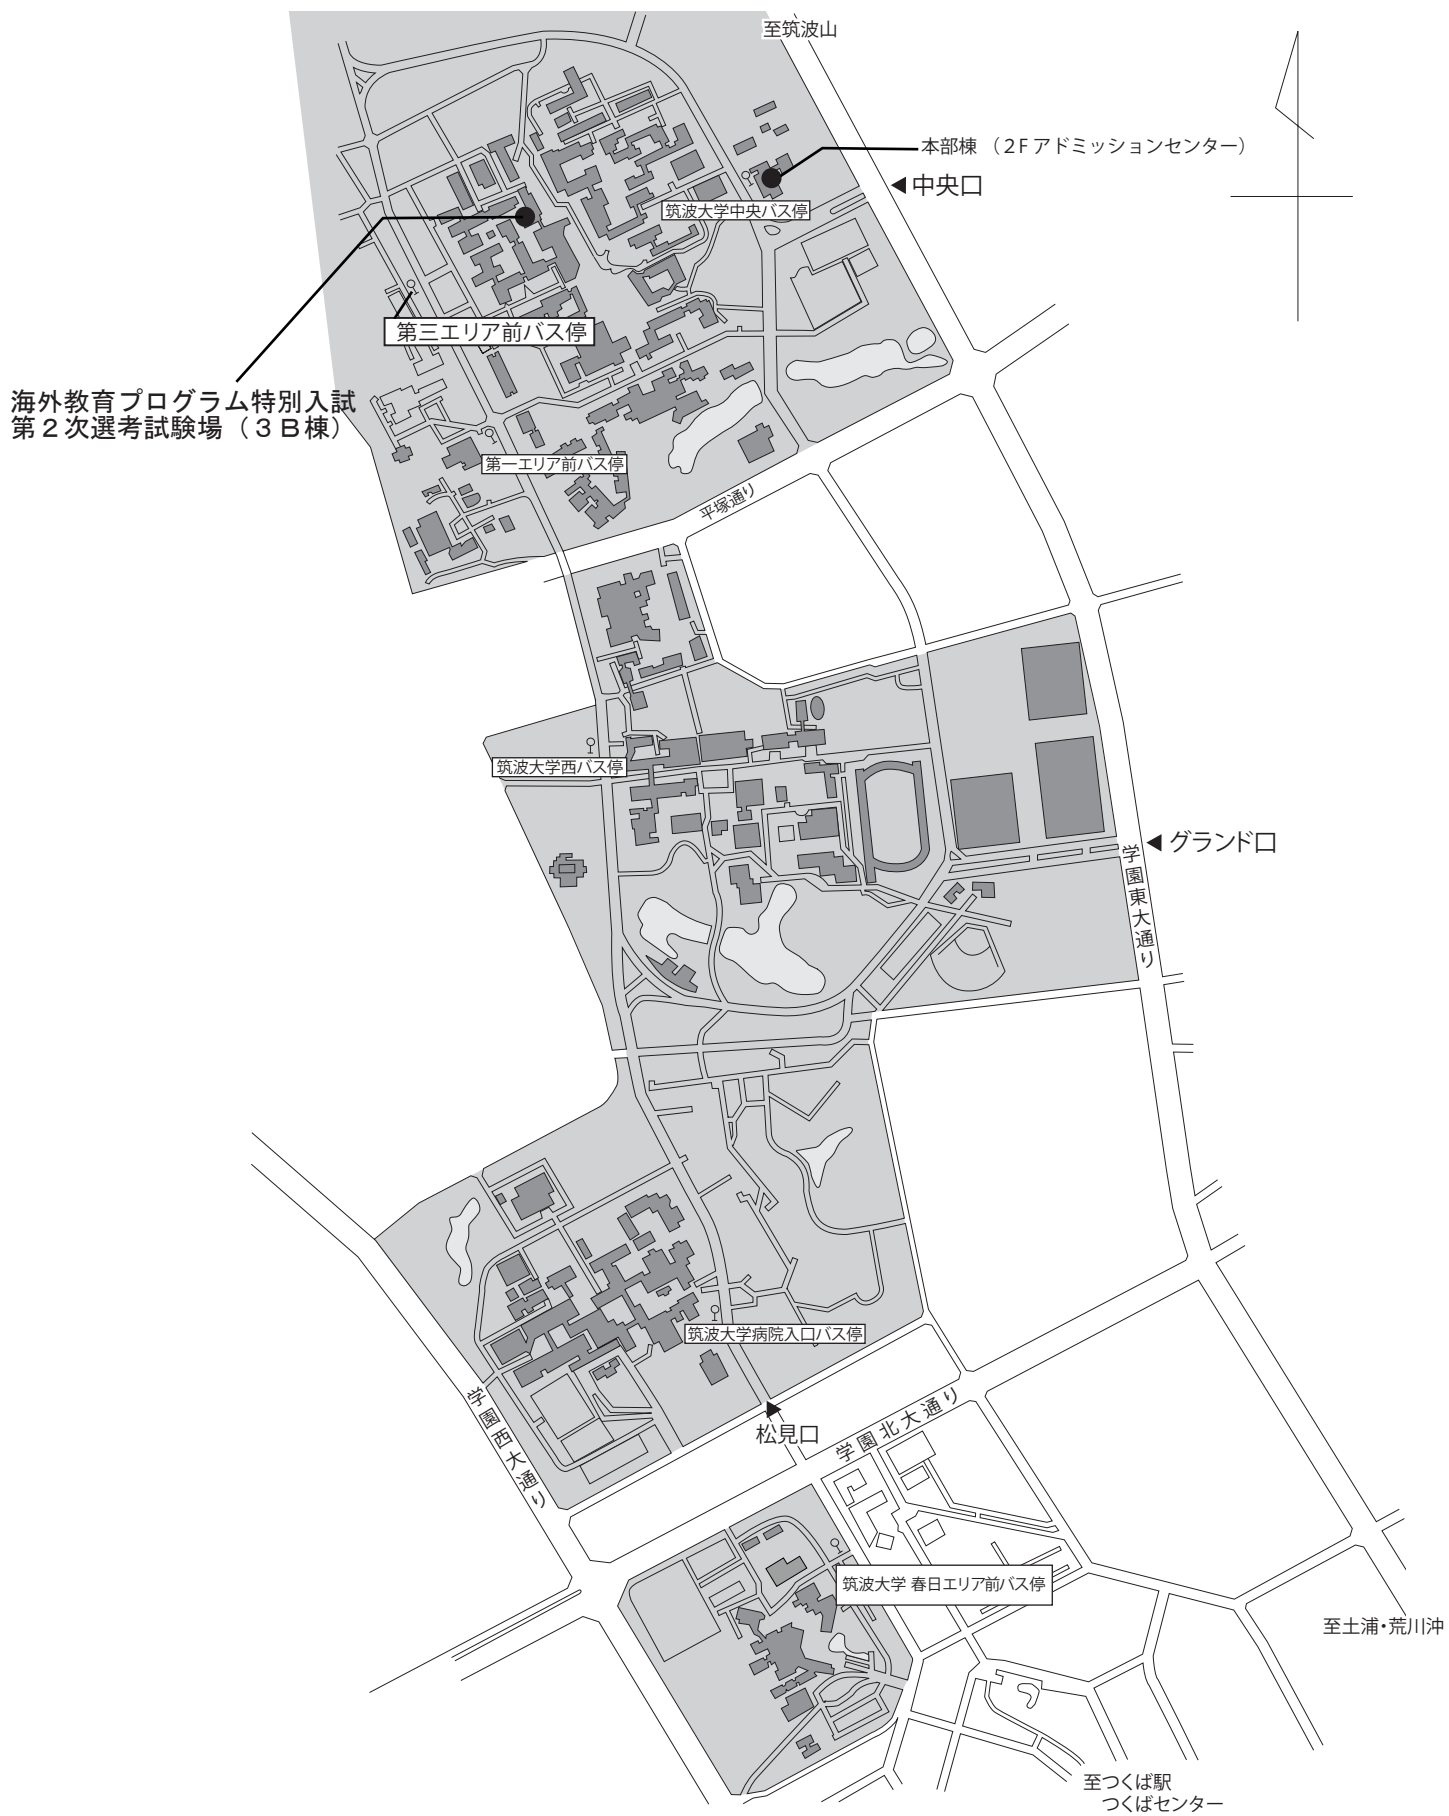 至筑波山
本部棟 （２F アドミッションセンター）
中央口
筑波大学中央バス停
第三エリア前バス停
海外教育プログラム特別入試
第２次選考試験場（３Ｂ棟）
第一エリア前バス停
平塚通り
筑波大学西バス停
グランド口
学園東大通り
筑波大学病院入口バス停
学園西大通り
松見口
学園北大通り
筑波大学 春日エリア前バス停
至土浦・荒川沖
至つくば駅
つくばセンター